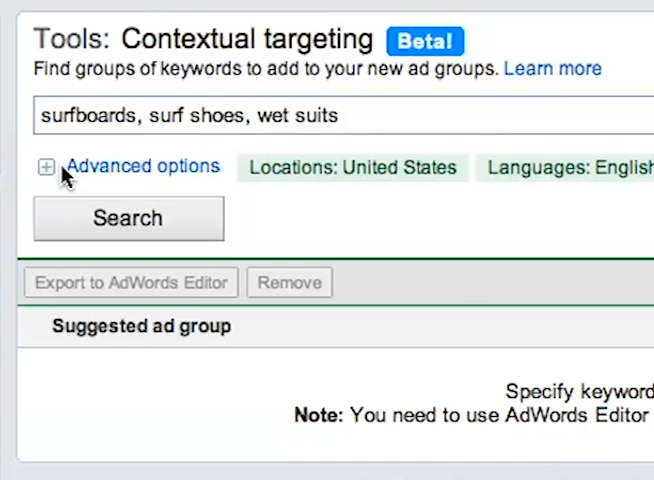 Tools: Contextual targeting Beta!
Find groups of keywords to add to your new ad groups. Learn more
surfboards, surf shoes, wet suits
Advanced options Locations: United States Languages: English
Search
Export to AdWords Editor Remove
Suggested ad group
Specify keyword
Note: You need to use AdWords Editor